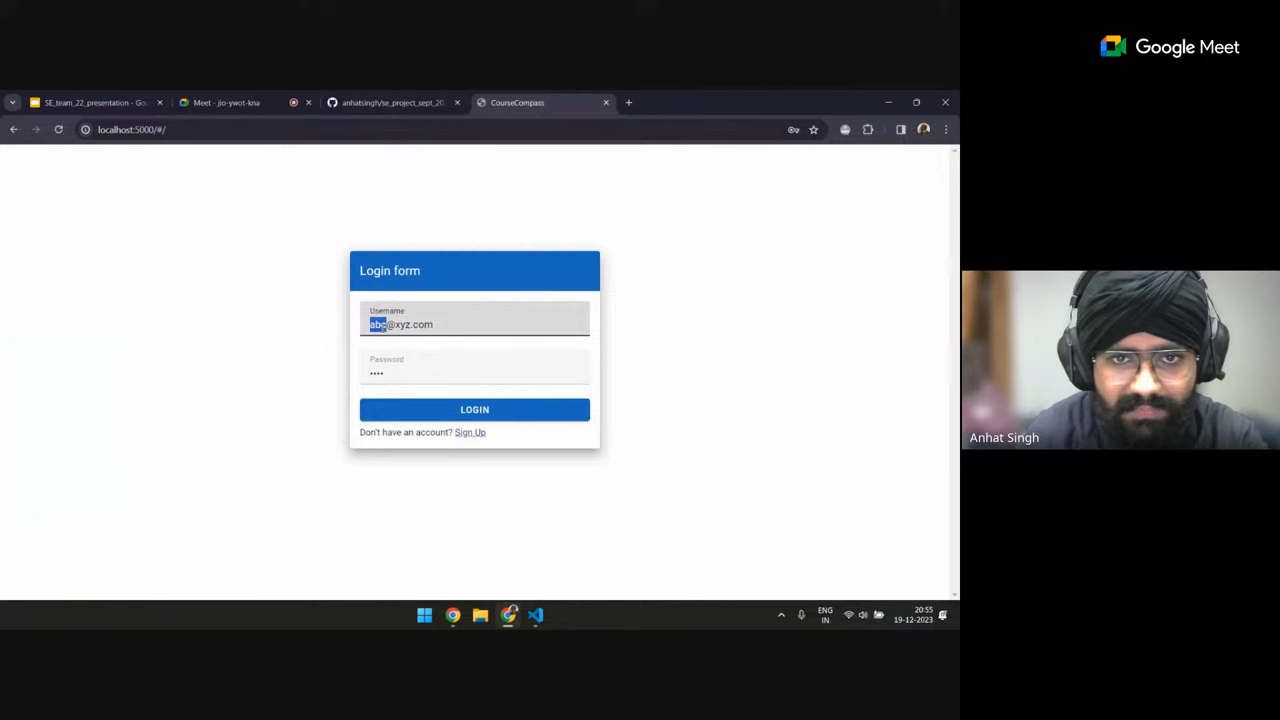 Google Meet
SE_team_22_presentation - Goo
Meet - jio-ywot-kna
anhatsingh/se_project_sept_20
CourseCompass
localhost:5000/#/
Login form
Username
abc@xyz.com
Password
••••
LOGIN
Don't have an account? Sign Up
Anhat Singh
ENG
IN
20:55
19-12-2023